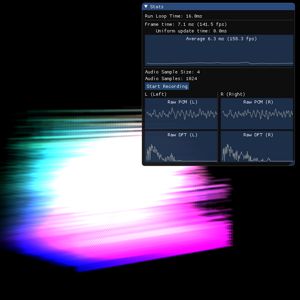 Stats
Run Loop Time: 16.0ms
Frame time: 7.1 ms (141.5 fps)
Uniform update time: 0.0ms
Average 6.3 ms (158.3 fps)
Audio Sample Size: 4
Audio Samples: 1024
Start Recording
L (Left)
R (Right)
Raw PCM (L)
Raw PCM (R)
Raw DFT (L)
Raw DFT (R)